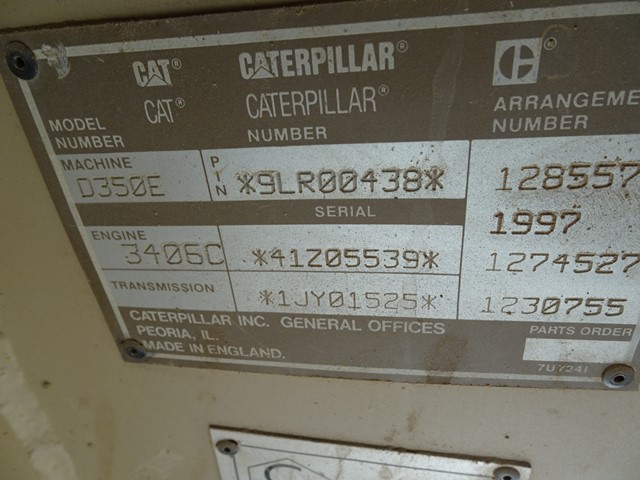 CAT® CATERPILLAR® C®
CAT® CATERPILLAR®
MODEL NUMBER NUMBER ARRANGEME NUMBER
MACHINE D350E PIN *9LR00438* 128557
SERIAL 1997
ENGINE 3406C *41Z05539* 1274527
TRANSMISSION *1JY01525* 1230755
CATERPILLAR INC. GENERAL OFFICES PARTS ORDER
PEORIA, IL.
MADE IN ENGLAND. 7U7241